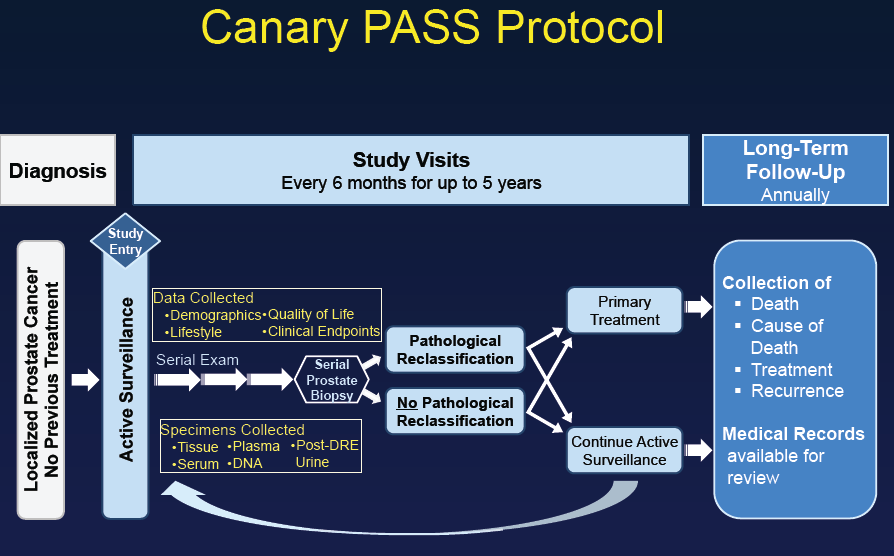 Canary PASS Protocol
Diagnosis
Study Visits
Every 6 months for up to 5 years
Long-Term
Follow-Up
Annually
Localized Prostate Cancer
No Previous Treatment
Study
Entry
Active Surveillance
Data Collected
•Demographics
•Quality of Life
•Lifestyle
•Clinical Endpoints
Serial Exam
Serial
Prostate
Biopsy
Specimens Collected
•Tissue
•Plasma
•Post-DRE
•Serum
•DNA
Urine
Pathological
Reclassification
No Pathological
Reclassification
Primary
Treatment
Continue Active
Surveillance
Collection of
▪ Death
▪ Cause of
Death
▪ Treatment
▪ Recurrence
Medical Records
available for
review